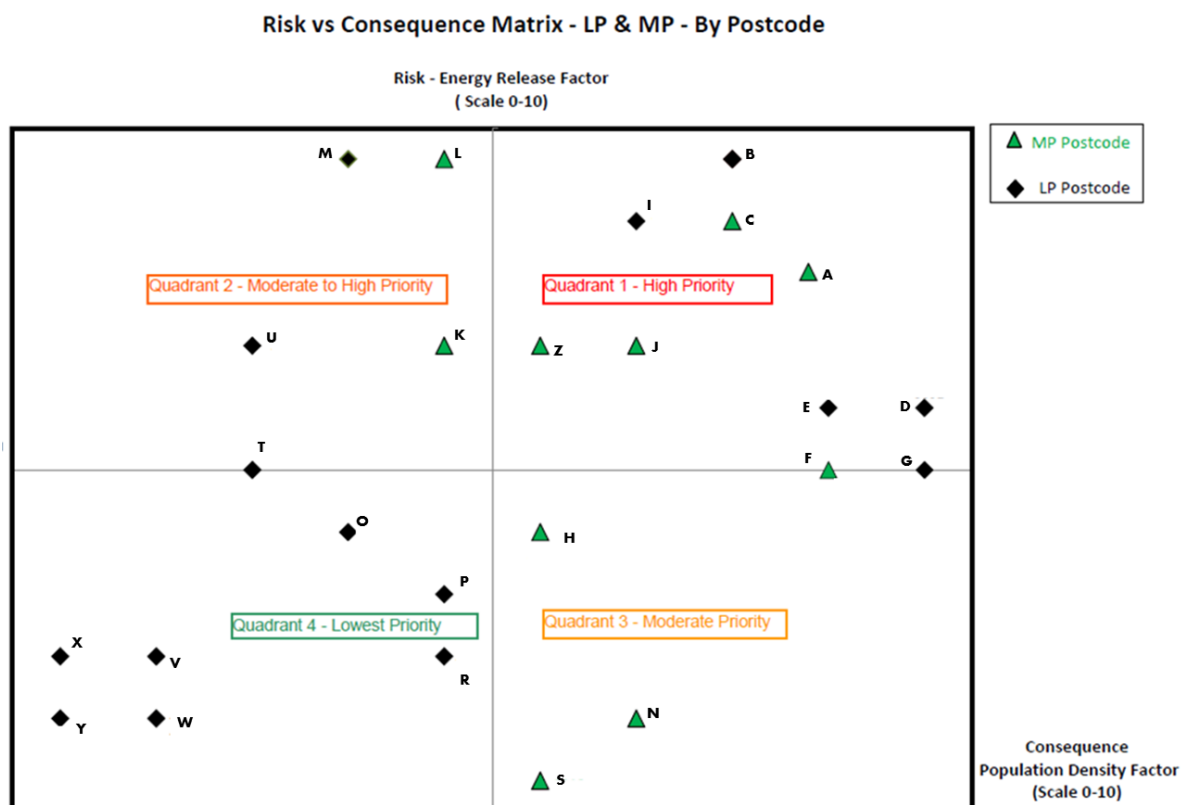 Risk vs Consequence Matrix - LP & MP - By Postcode
Risk - Energy Release Factor
( Scale 0-10)
MP Postcode
LP Postcode
M
L
B
I
C
A
Quadrant 2 - Moderate to High Priority
Quadrant 1 - High Priority
U
K
Z
J
E
D
T
F
G
O
H
P
Quadrant 4 - Lowest Priority
Quadrant 3 - Moderate Priority
X
V
R
Y
W
N
S
Consequence
Population Density Factor
(Scale 0-10)